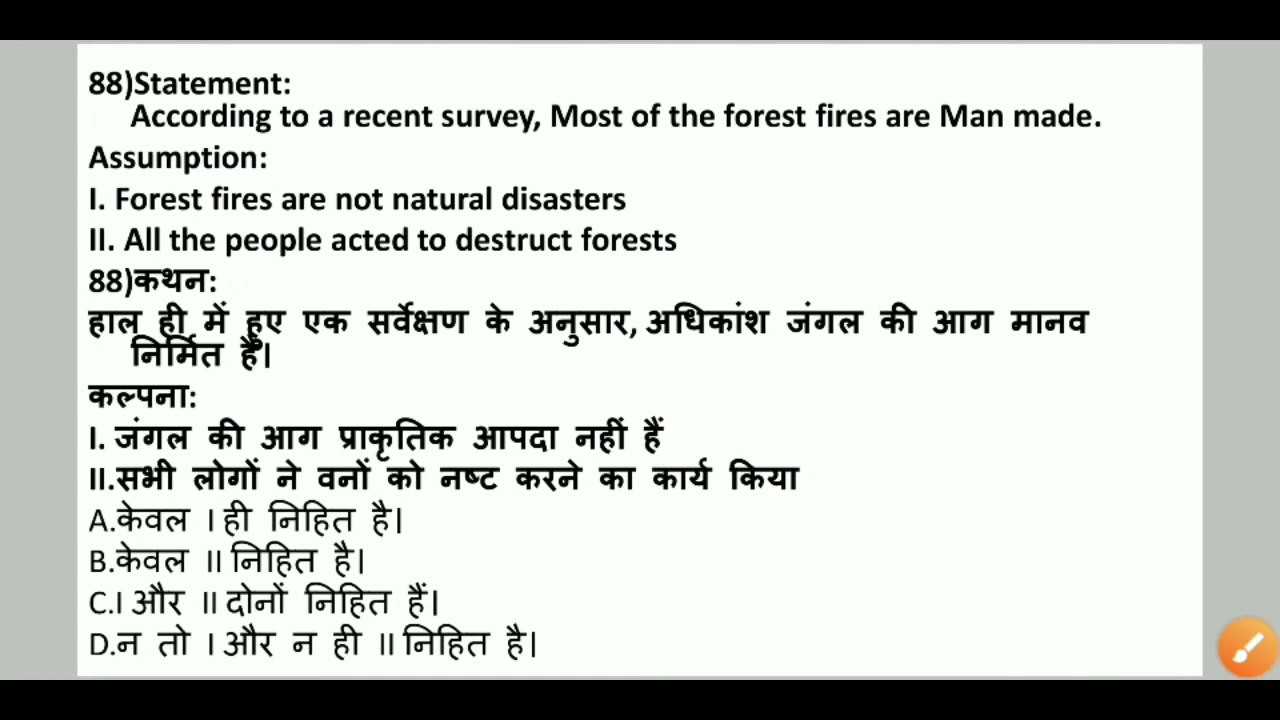 88)Statement:
According to a recent survey, Most of the forest fires are Man made.
Assumption:
I. Forest fires are not natural disasters
II. All the people acted to destruct forests
88)कथन:
हाल ही में हुए एक सर्वेक्षण के अनुसार, अधिकांश जंगल की आग मानव
निर्मित है।
कल्पना:
I. जंगल की आग प्राकृतिक आपदा नहीं हैं
II.सभी लोगों ने वनों को नष्ट करने का कार्य किया
A.केवल I ही निहित है।
B.केवल II निहित है।
C.I और II दोनों निहित हैं।
D.न तो I और न ही II निहित है।